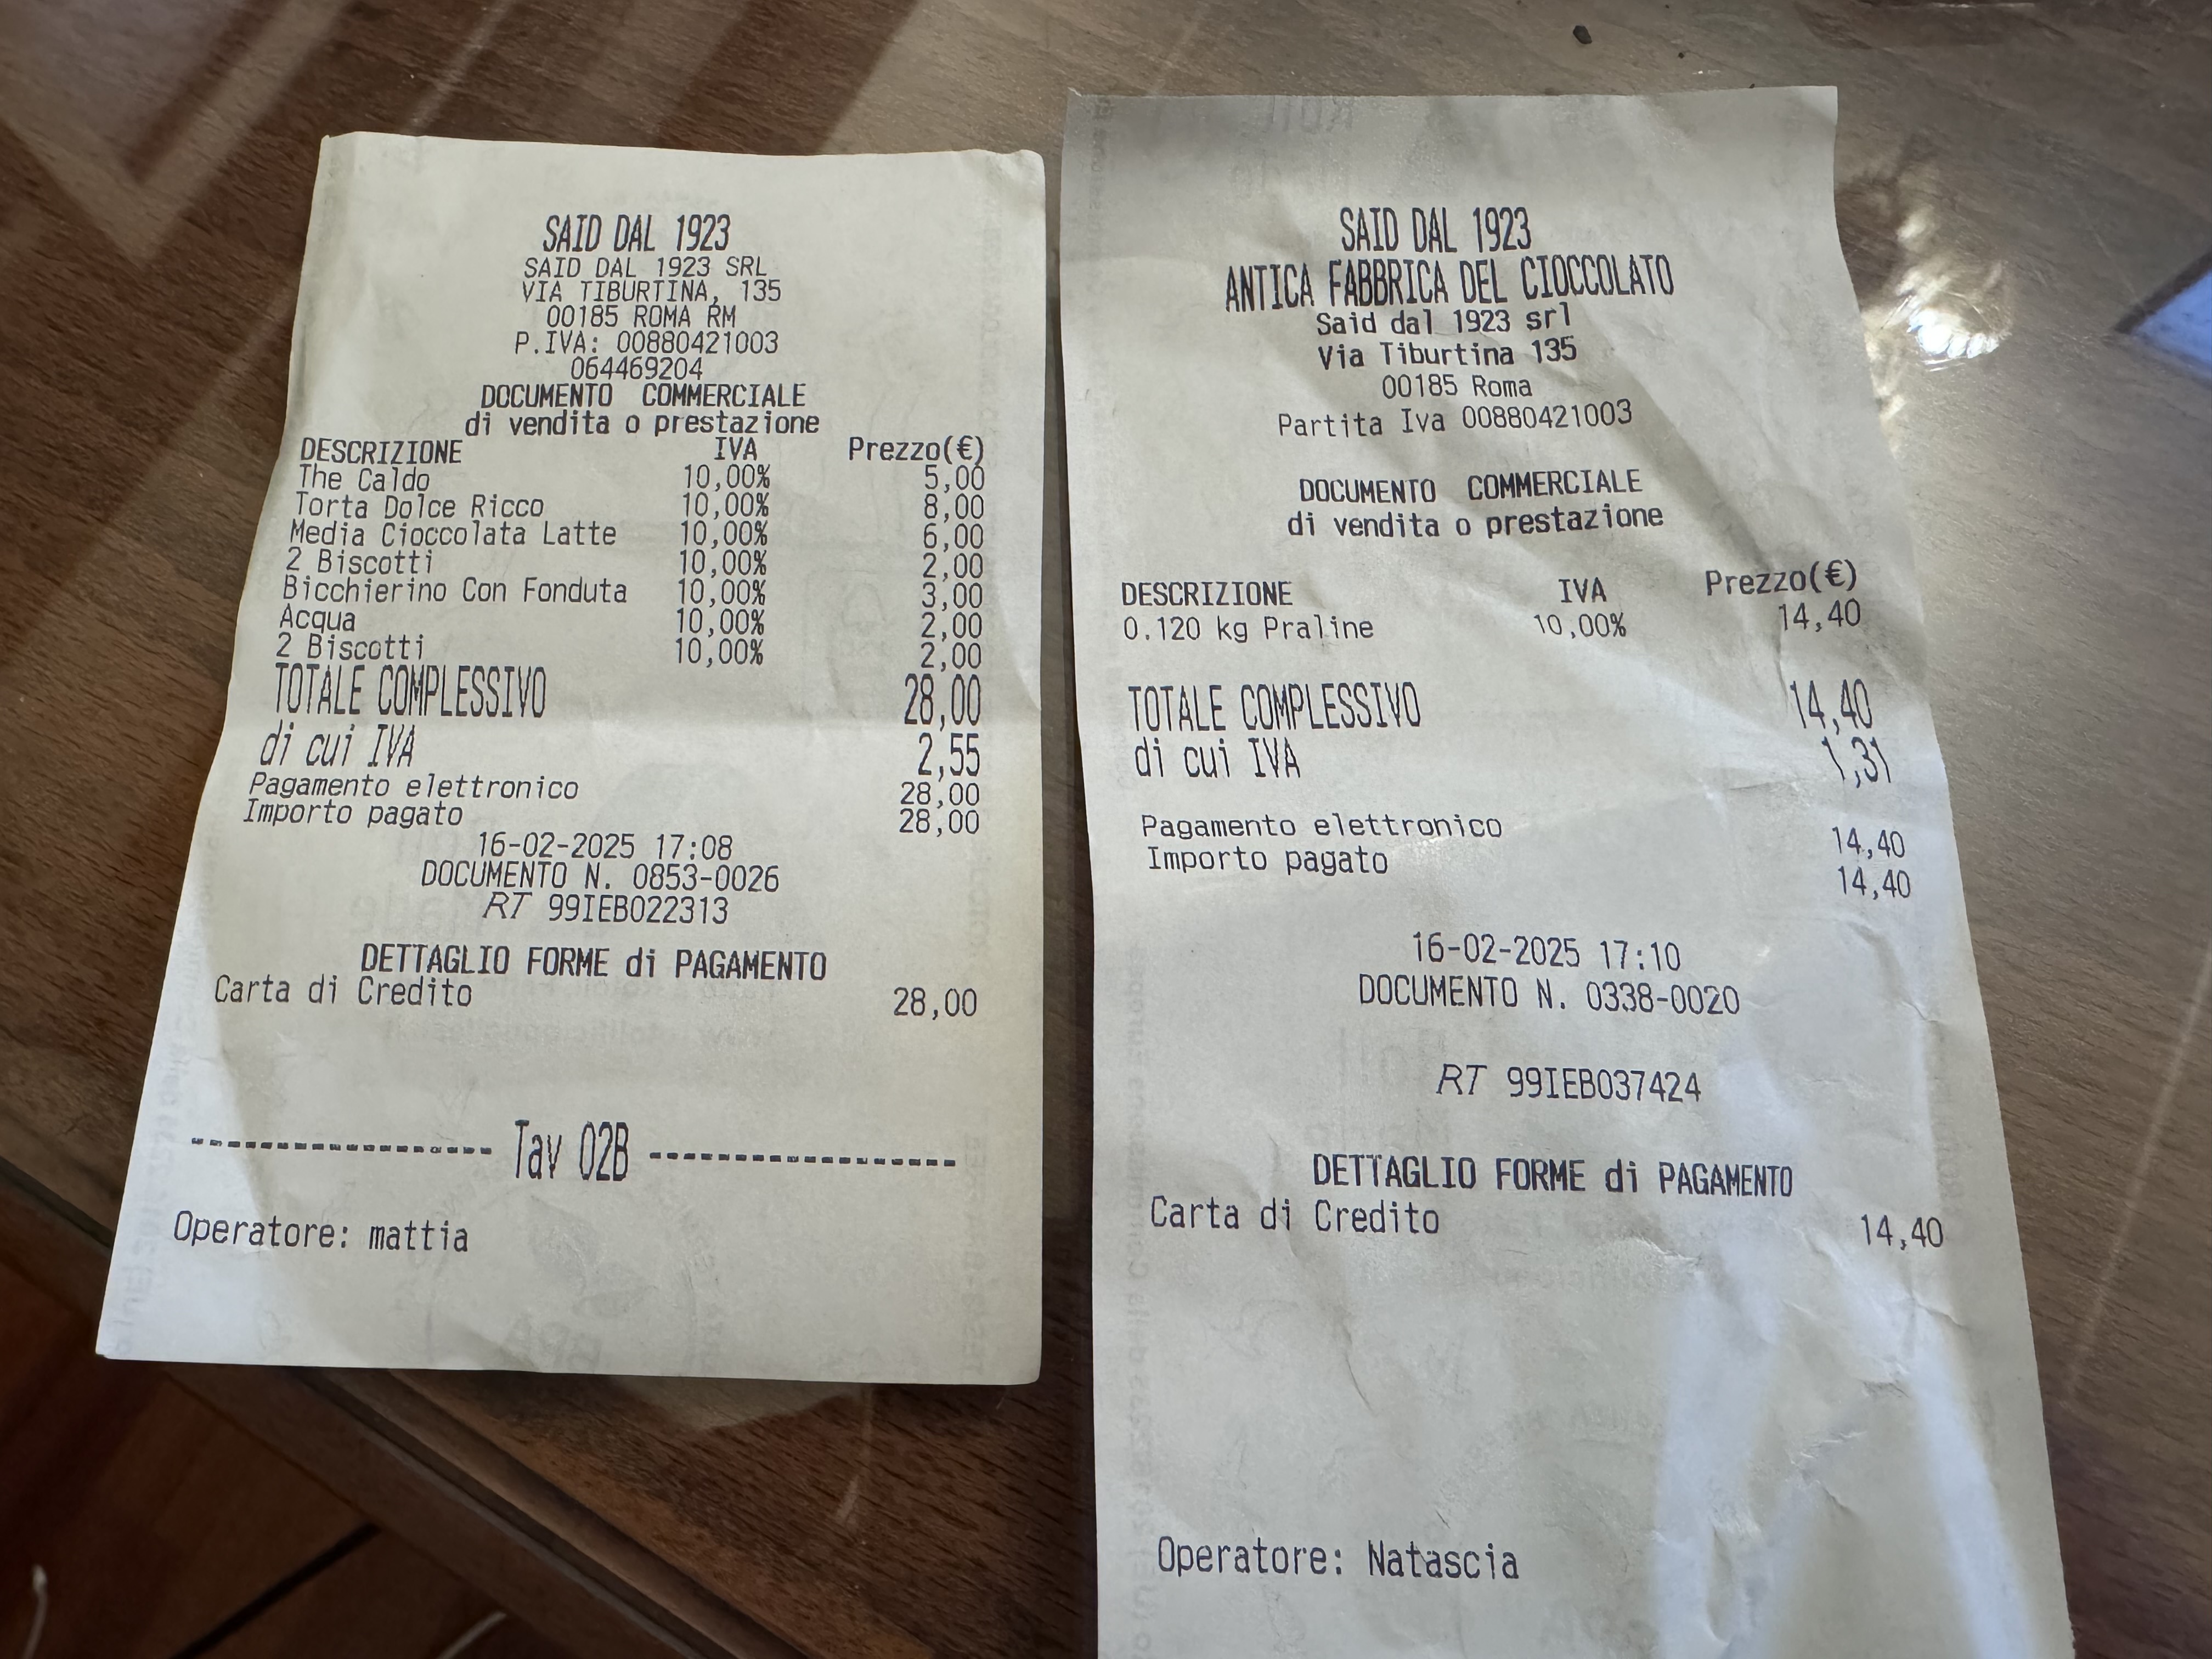 SAID DAL 1923
SAID DAL 1923 SRL
VIA TIBURTINA, 135
00185 ROMA RM
P.IVA: 00880421003
064469204
DOCUMENTO COMMERCIALE
di vendita o prestazione
DESCRIZIONE IVA Prezzo(€)
The Caldo 10,00% 5,00
Torta Dolce Ricco 10,00% 8,00
Media Cioccolata Latte 10,00% 6,00
2 Biscotti 10,00% 2,00
Bicchierino Con Fonduta 10,00% 3,00
Acqua 10,00% 2,00
2 Biscotti 10,00% 2,00
TOTALE COMPLESSIVO 28,00
di cui IVA 2,55
Pagamento elettronico 28,00
Importo pagato 28,00
16-02-2025 17:08
DOCUMENTO N. 0853-0026
RT 99IEB022313
DETTAGLIO FORME di PAGAMENTO
Carta di Credito 28,00
------------------ Tav 02B ------------------
Operatore: mattia
SAID DAL 1923
ANTICA FABBRICA DEL CIOCCOLATO
Said dal 1923 srl
Via Tiburtina 135
00185 Roma
Partita Iva 00880421003
DOCUMENTO COMMERCIALE
di vendita o prestazione
DESCRIZIONE IVA Prezzo(€)
0.120 kg Praline 10,00% 14,40
TOTALE COMPLESSIVO 14,40
di cui IVA 1,31
Pagamento elettronico 14,40
Importo pagato 14,40
16-02-2025 17:10
DOCUMENTO N. 0338-0020
RT 99IEB037424
DETTAGLIO FORME di PAGAMENTO
Carta di Credito 14,40
Operatore: Natascia